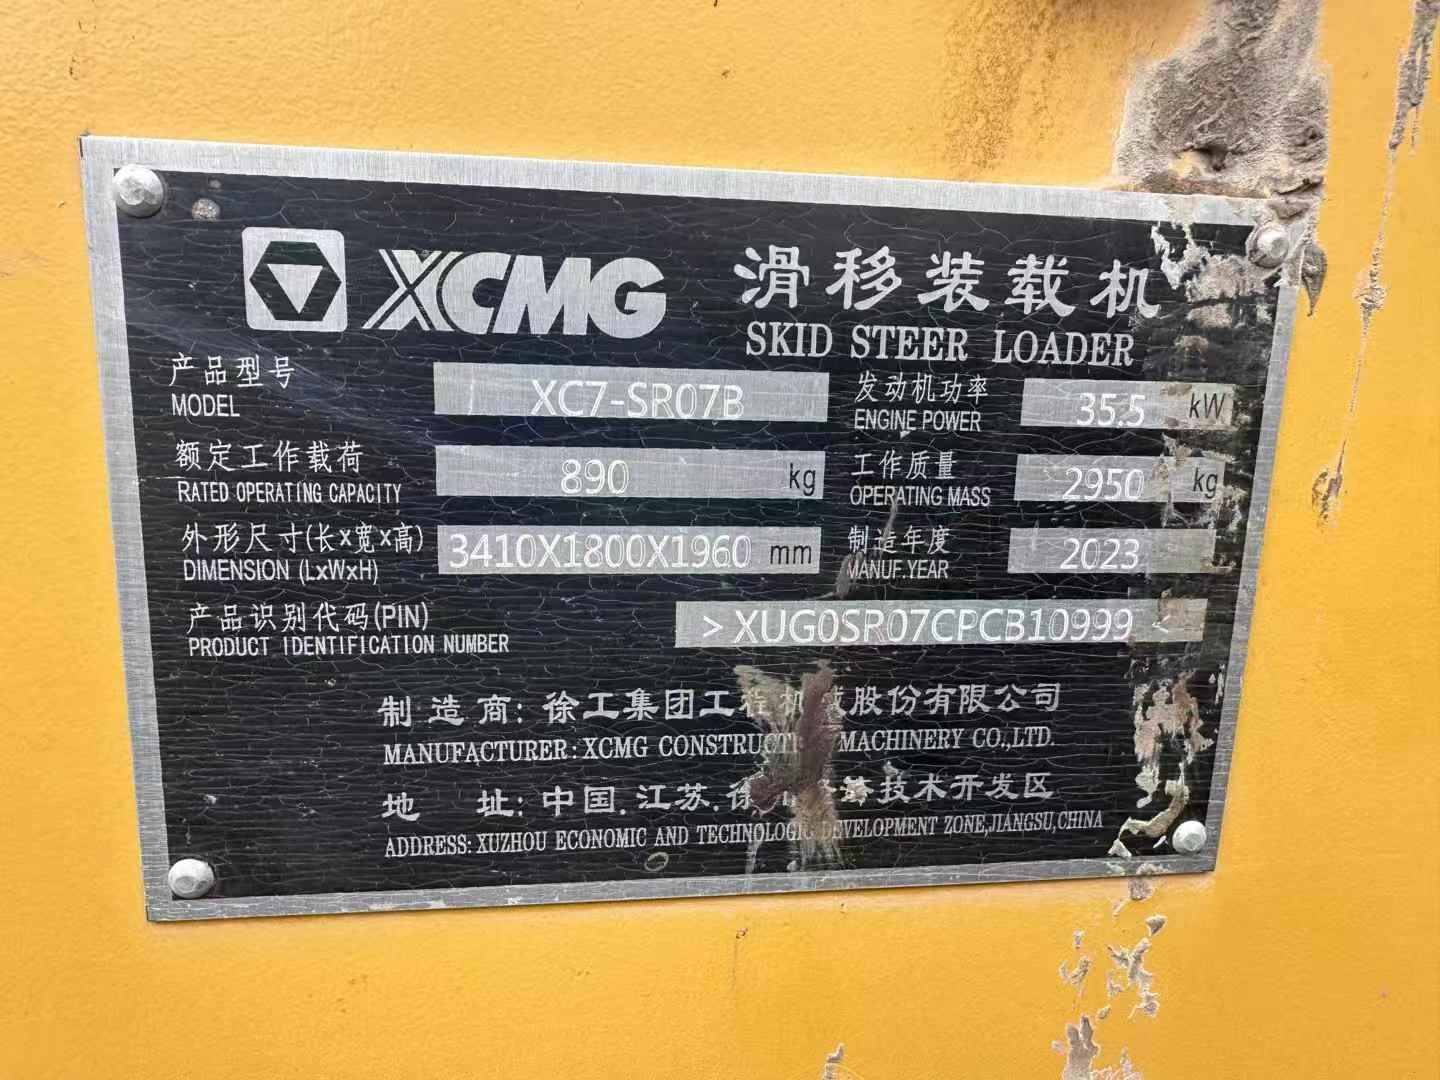 XCMG 滑移装载机
SKID STEER LOADER
产品型号 XC7-SR07B 发动机功率 35.5 kW
MODEL ENGINE POWER
额定工作载荷 890 kg 工作质量 2950 kg
RATED OPERATING CAPACITY OPERATING MASS
外形尺寸(长×宽×高) 3410X1800X1960 mm 制造年度 2023
DIMENSION (LxWxH) MANUF.YEAR
产品识别代码(PIN) >XUG0SR07CPCB10999<
PRODUCT IDENTIFICATION NUMBER
制造商: 徐工集团工程机械股份有限公司
MANUFACTURER: XCMG CONSTRUCTION MACHINERY CO.,LTD.
地 址: 中国.江苏.徐 技术开发区
ADDRESS: XUZHOU ECONOMIC AND TECHNOLOGIC DEVELOPMENT ZONE,JIANGSU,CHINA